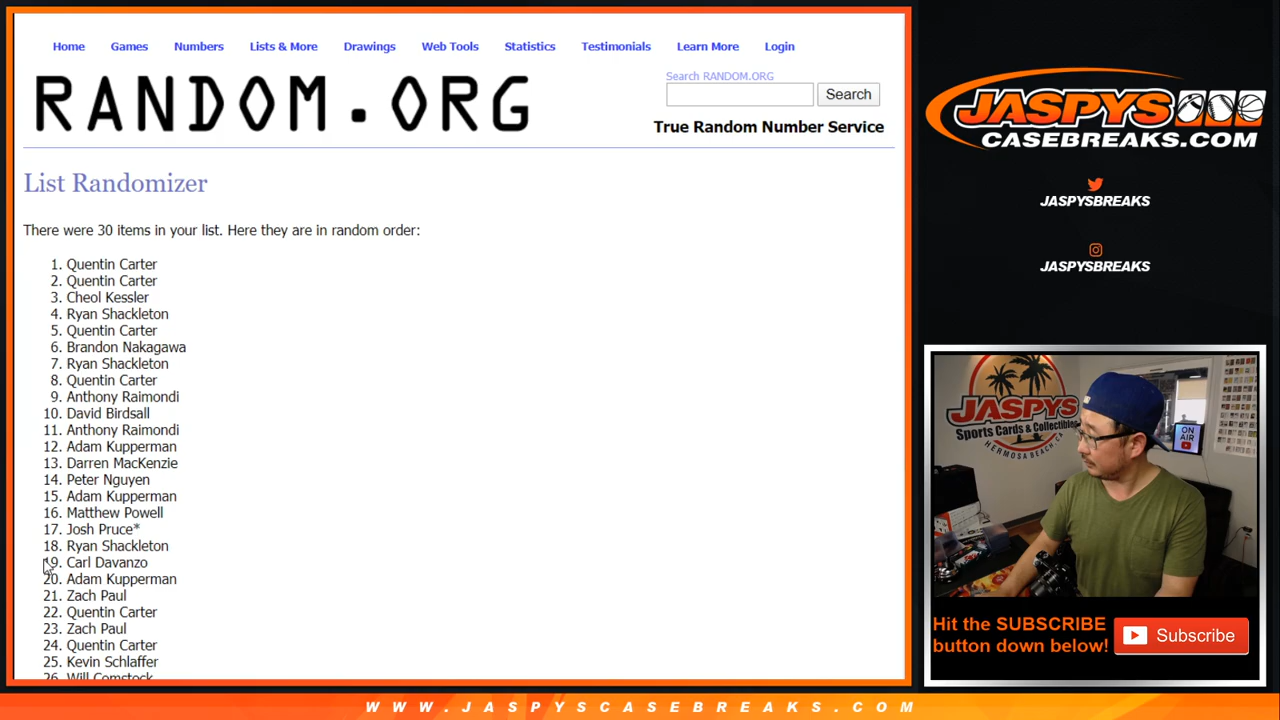 Home Games Numbers Lists & More Drawings Web Tools Statistics Testimonials Learn More Login
RANDOM.ORG
Search RANDOM.ORG
Search
True Random Number Service
List Randomizer
There were 30 items in your list. Here they are in random order:
1. Quentin Carter
2. Quentin Carter
3. Cheol Kessler
4. Ryan Shackleton
5. Quentin Carter
6. Brandon Nakagawa
7. Ryan Shackleton
8. Quentin Carter
9. Anthony Raimondi
10. David Birdsall
11. Anthony Raimondi
12. Adam Kupperman
13. Darren MacKenzie
14. Peter Nguyen
15. Adam Kupperman
16. Matthew Powell
17. Josh Pruce*
18. Ryan Shackleton
19. Carl Davanzo
20. Adam Kupperman
21. Zach Paul
22. Quentin Carter
23. Zach Paul
24. Quentin Carter
25. Kevin Schlaffer
26. Will Comstock
JASPYS
CASEBREAKS.COM
JASPYSBREAKS
JASPYSBREAKS
JASPYS
Sports Cards & Collectibles
HERMOSA BEACH, CA
ON
AIR
Hit the SUBSCRIBE
button down below!
Subscribe
WWW.JASPYSCASEBREAKS.COM